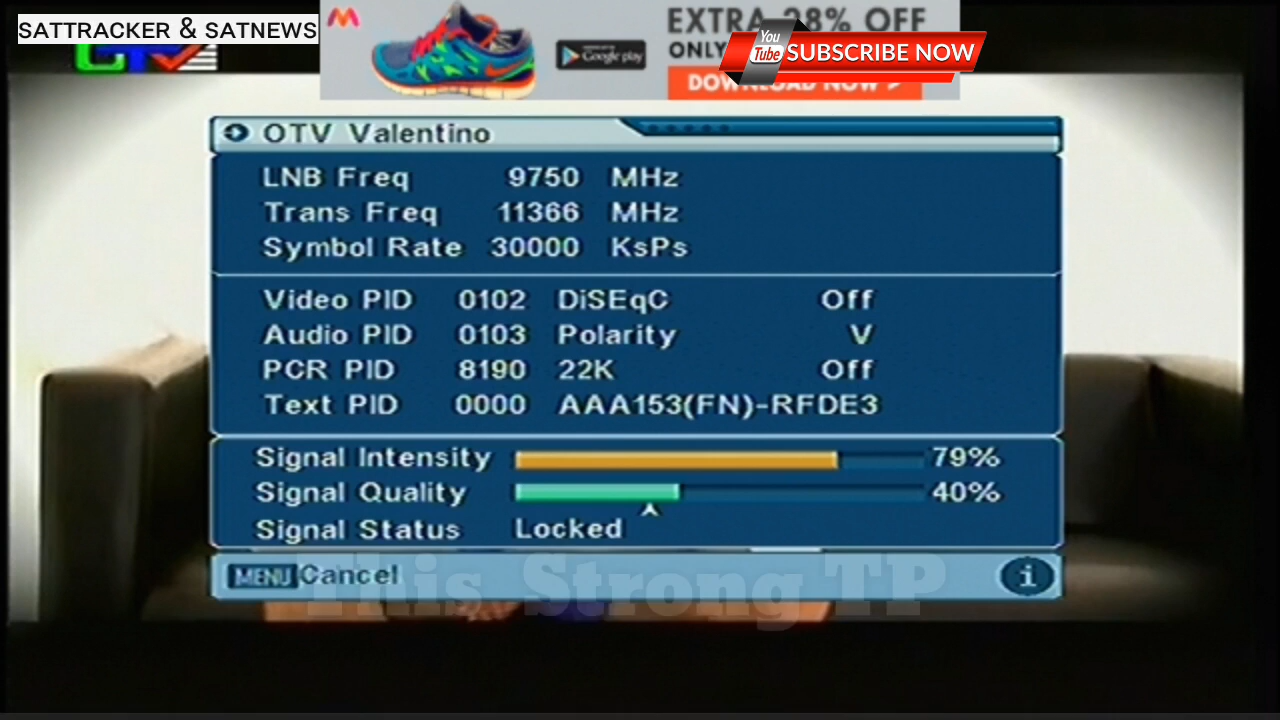 SATTRACKER & SATNEWS
EXTRA 28% OFF
ONLY
Google play
You
Tube
SUBSCRIBE NOW
DOWNLOAD NOW >
OTV Valentino
LNB Freq 9750 MHz
Trans Freq 11366 MHz
Symbol Rate 30000 KsPs
Video PID 0102 DiSEqC Off
Audio PID 0103 Polarity V
PCR PID 8190 22K Off
Text PID 0000 AAA153(FN)-RFDE3
Signal Intensity 79%
Signal Quality 40%
Signal Status Locked
MENU Cancel i
This Strong TP